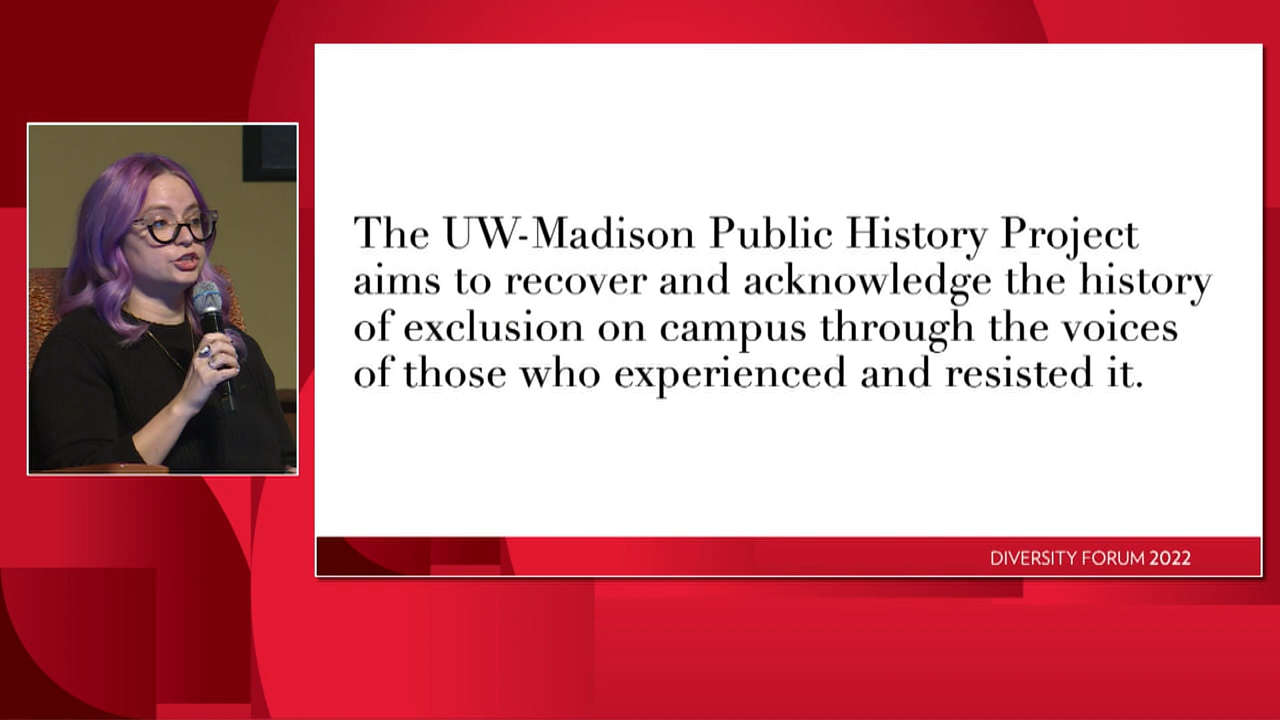 The UW-Madison Public History Project
aims to recover and acknowledge the history
of exclusion on campus through the voices
of those who experienced and resisted it.
DIVERSITY FORUM 2022